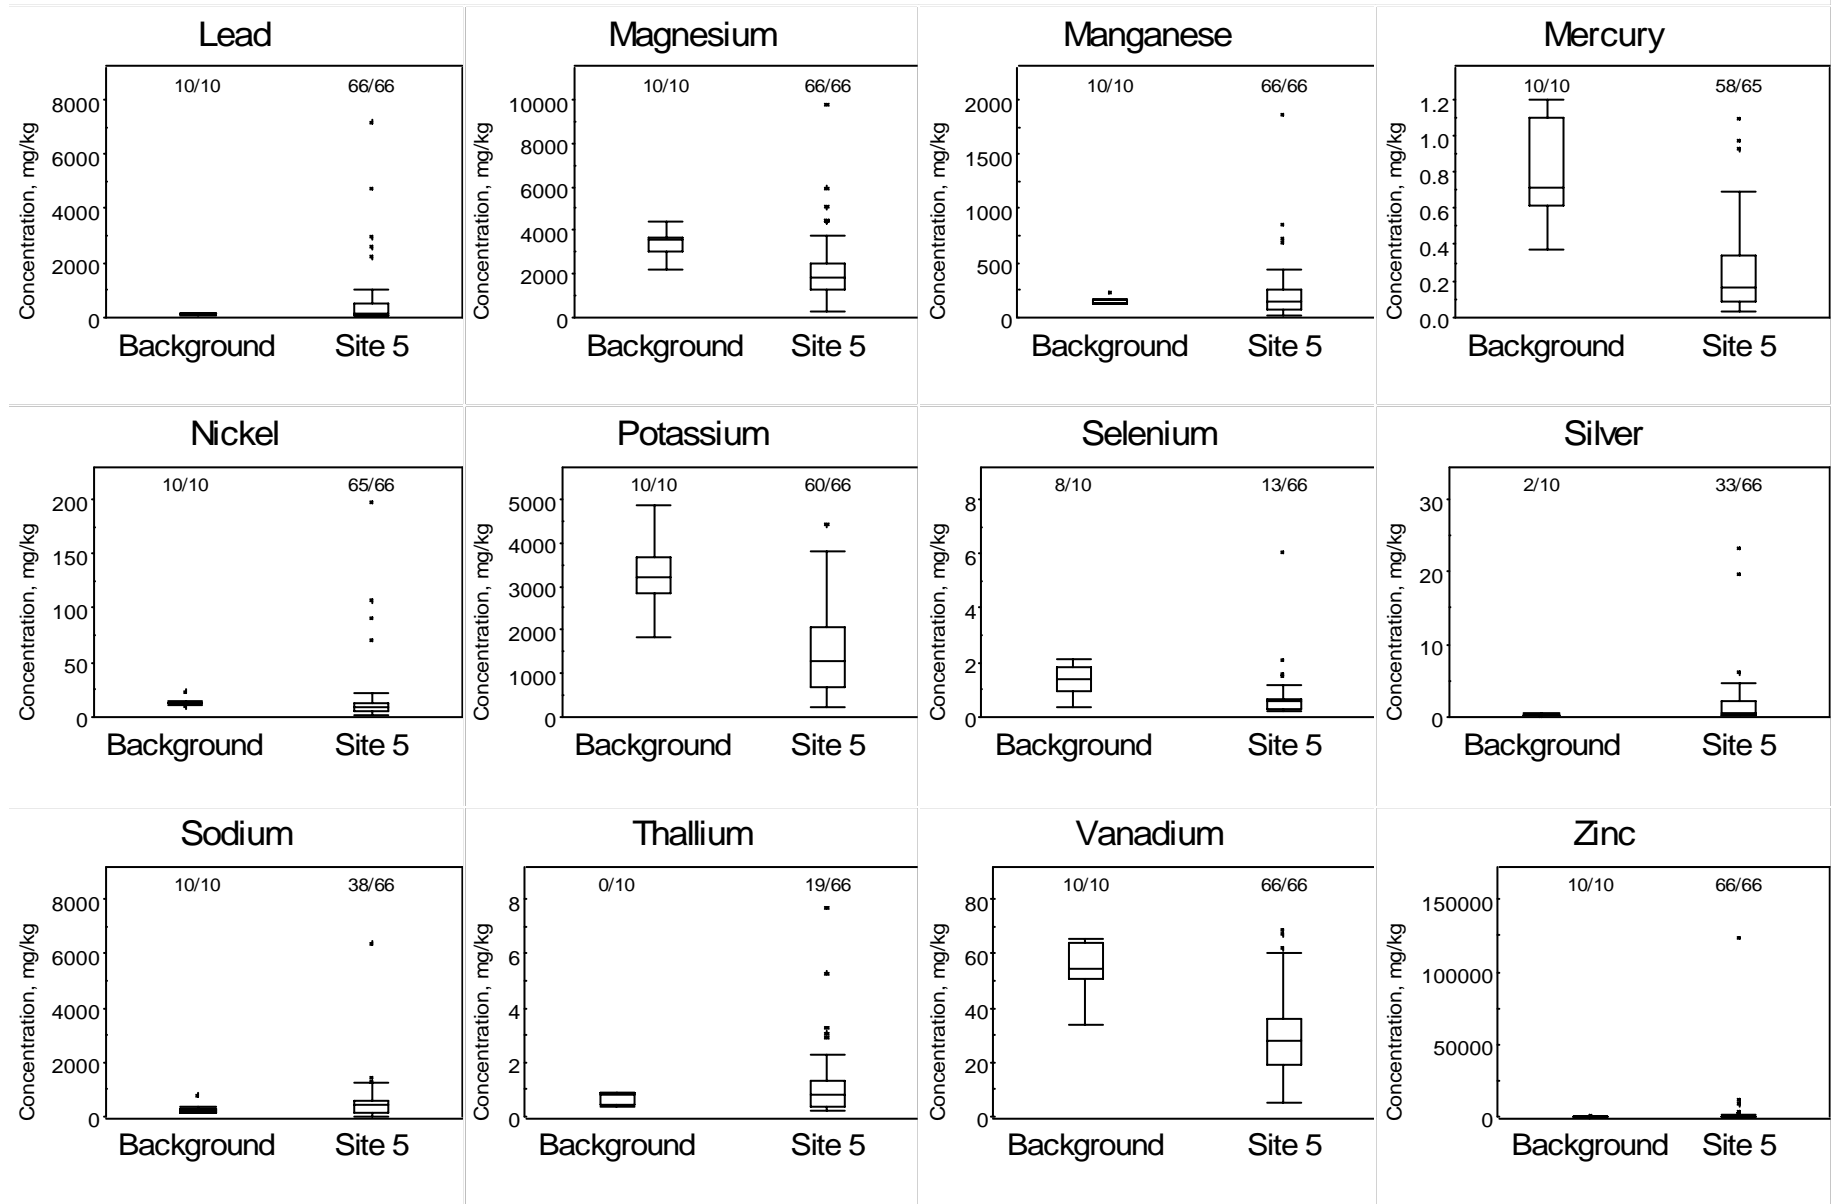 Lead
Magnesium
Manganese
Mercury
10/10
66/66
10/10
66/66
10/10
66/66
10/10
58/65
Concentration, mg/kg
8000
6000
4000
2000
0
Concentration, mg/kg
10000
8000
6000
4000
2000
0
Concentration, mg/kg
2000
1500
1000
500
0
Concentration, mg/kg
1.2
1.0
0.8
0.6
0.4
0.2
0.0
Background Site 5
Background Site 5
Background Site 5
Background Site 5
Nickel
Potassium
Selenium
Silver
10/10
65/66
10/10
60/66
8/10
13/66
2/10
33/66
Concentration, mg/kg
200
150
100
50
0
Concentration, mg/kg
5000
4000
3000
2000
1000
0
Concentration, mg/kg
8
6
4
2
0
Concentration, mg/kg
30
20
10
0
Background Site 5
Background Site 5
Background Site 5
Background Site 5
Sodium
Thallium
Vanadium
Zinc
10/10
38/66
0/10
19/66
10/10
66/66
10/10
66/66
Concentration, mg/kg
8000
6000
4000
2000
0
Concentration, mg/kg
8
6
4
2
0
Concentration, mg/kg
80
60
40
20
0
Concentration, mg/kg
150000
100000
50000
0
Background Site 5
Background Site 5
Background Site 5
Background Site 5